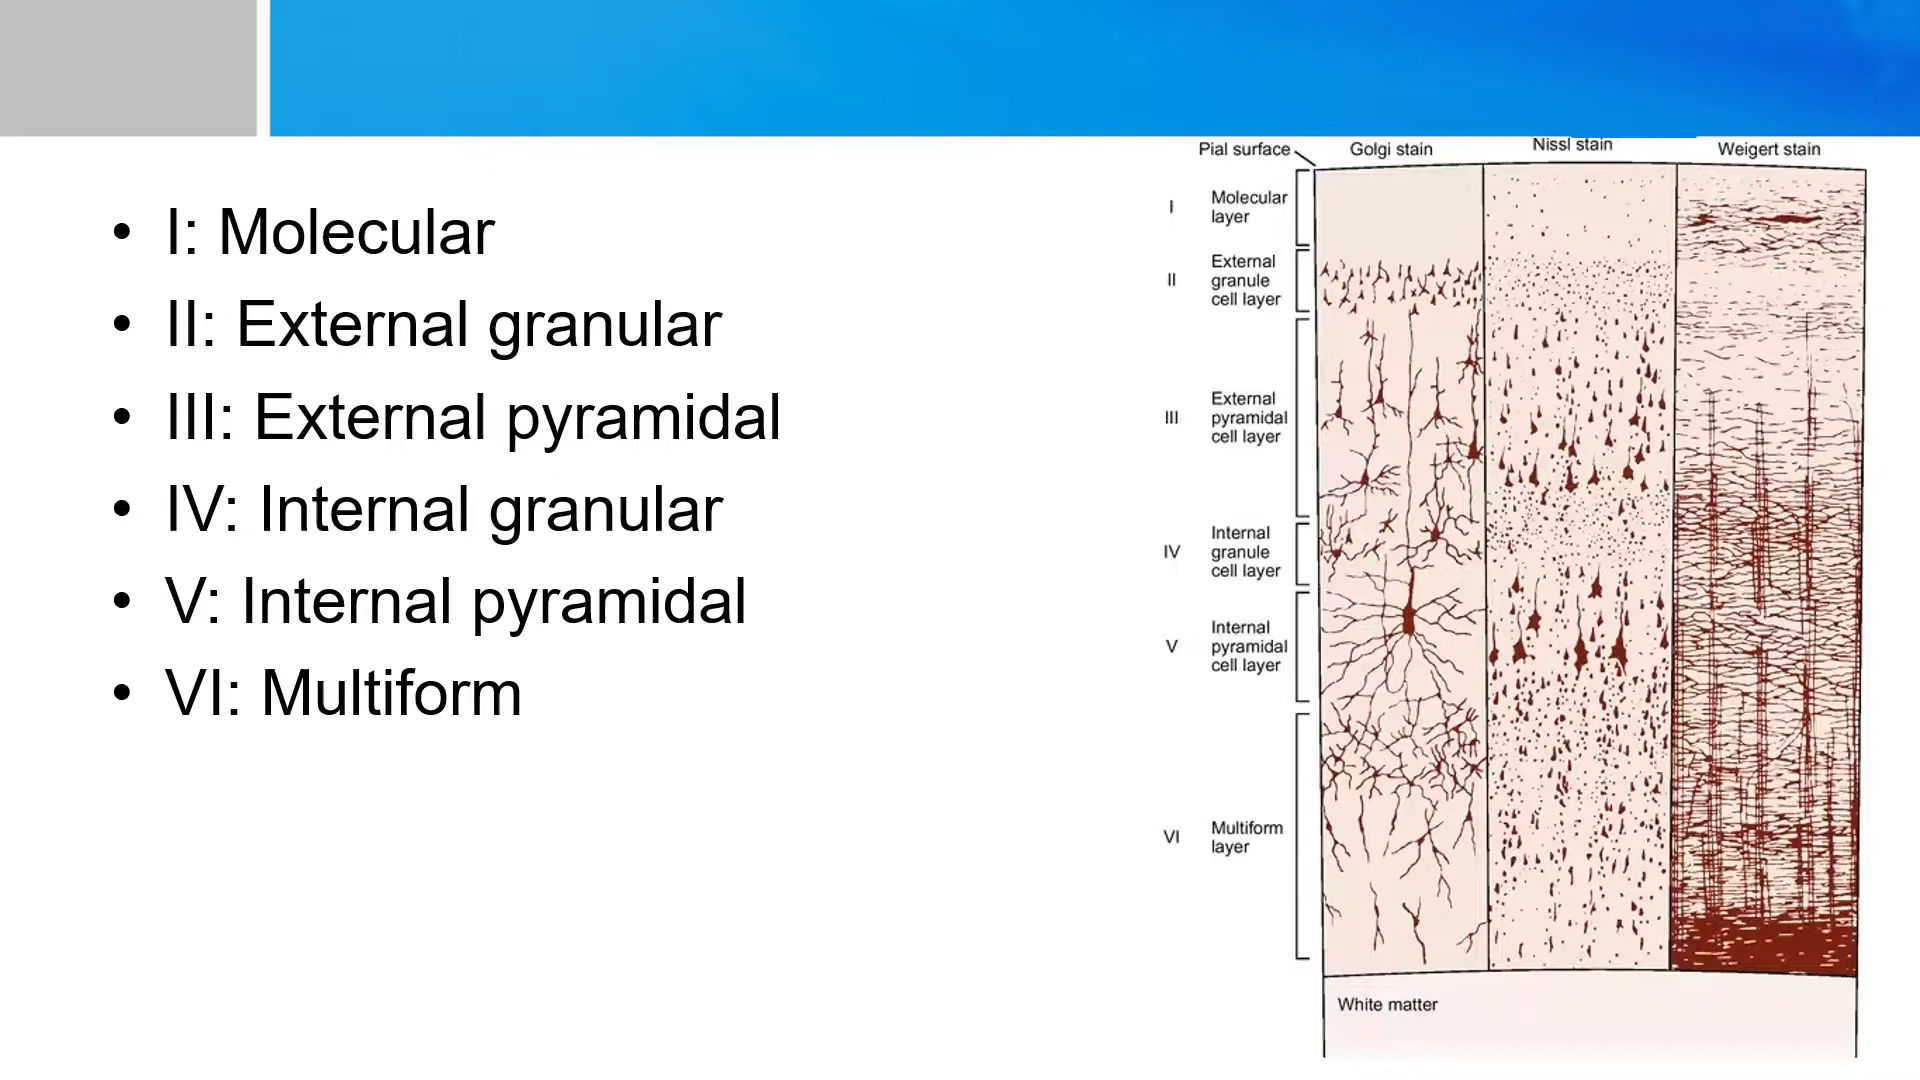 • I: Molecular
• II: External granular
• III: External pyramidal
• IV: Internal granular
• V: Internal pyramidal
• VI: Multiform
Pial surface
Golgi stain
Nissl stain
Weigert stain
I
Molecular
layer
II
External
granule
cell layer
III
External
pyramidal
cell layer
IV
Internal
granule
cell layer
V
Internal
pyramidal
cell layer
VI
Multiform
layer
White matter